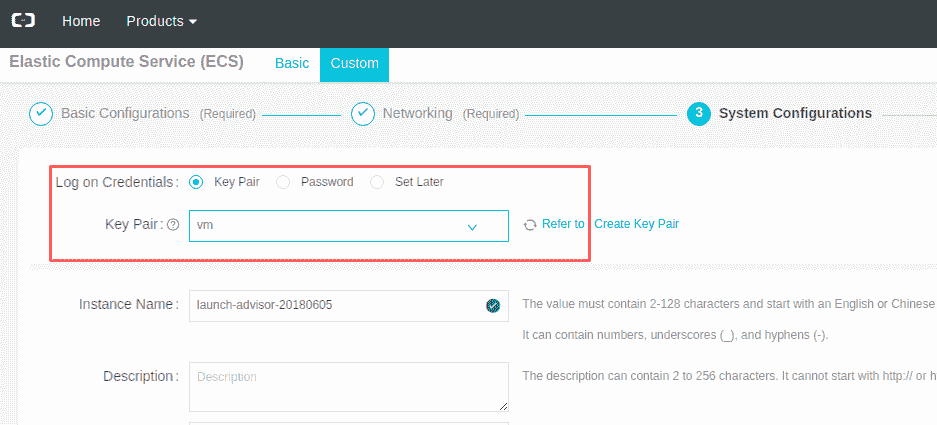 Home Products
Elastic Compute Service (ECS) Basic Custom
Basic Configurations (Required) Networking (Required) 3 System Configurations
Log on Credentials: Key Pair Password Set Later
Key Pair: ? vm Refer to Create Key Pair
Instance Name: launch-advisor-20180605 The value must contain 2-128 characters and start with an English or Chinese
It can contain numbers, underscores (_), and hyphens (-).
Description: Description The description can contain 2 to 256 characters. It cannot start with http:// or h